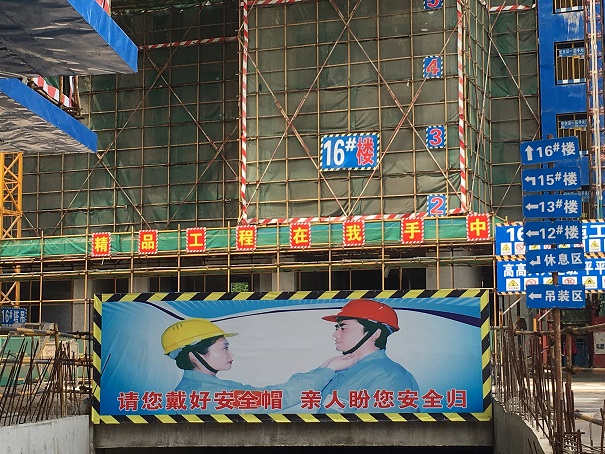 5
4
3
2
16#楼
精品工程在我手中
请您戴好安全帽 亲人盼您安全归
16#楼
15#楼
13#楼
12#楼
休息区
吊装区